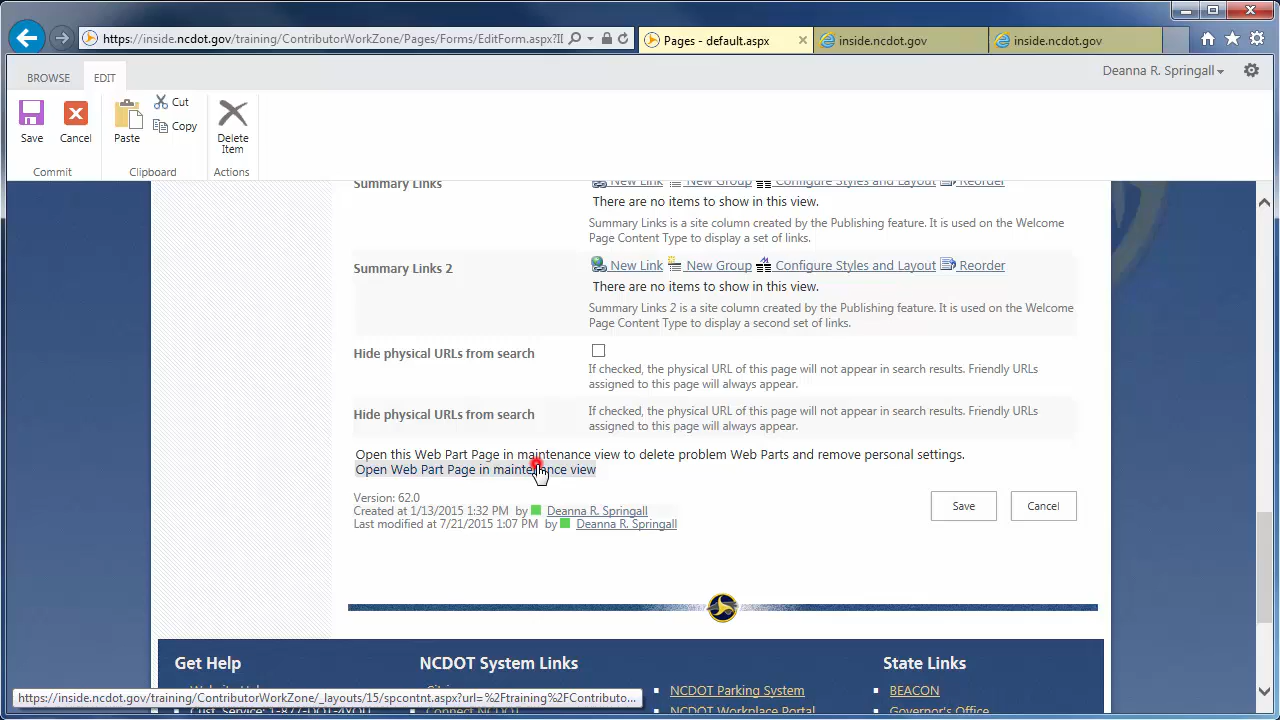 https://inside.ncdot.gov/training/ContributorWorkZone/Pages/Forms/EditForm.aspx?II
Pages - default.aspx
inside.ncdot.gov
inside.ncdot.gov
BROWSE
EDIT
Deanna R. Springall
Save
Cancel
Paste
Cut
Copy
Delete
Item
Commit
Clipboard
Actions
Summary Links
New Link New Group Configure Styles and Layout Reorder
There are no items to show in this view.
Summary Links is a site column created by the Publishing feature. It is used on the Welcome
Page Content Type to display a set of links.
Summary Links 2
New Link New Group Configure Styles and Layout Reorder
There are no items to show in this view.
Summary Links 2 is a site column created by the Publishing feature. It is used on the Welcome
Page Content Type to display a second set of links.
Hide physical URLs from search
If checked, the physical URL of this page will not appear in search results. Friendly URLs
assigned to this page will always appear.
Hide physical URLs from search
If checked, the physical URL of this page will not appear in search results. Friendly URLs
assigned to this page will always appear.
Open this Web Part Page in maintenance view to delete problem Web Parts and remove personal settings.
Open Web Part Page in maintenance view
Version: 62.0
Created at 1/13/2015 1:32 PM by Deanna R. Springall
Last modified at 7/21/2015 1:07 PM by Deanna R. Springall
Save
Cancel
Get Help
NCDOT System Links
State Links
NCDOT Parking System
BEACON
https://inside.ncdot.gov/training/ContributorWorkZone/_layouts/15/spcontnt.aspx?url=%2Ftraining%2FContributo...
Cust. Service: 1-877-DOT-4YOU
Connect NCDOT
NCDOT Workplace Portal
Governor's Office